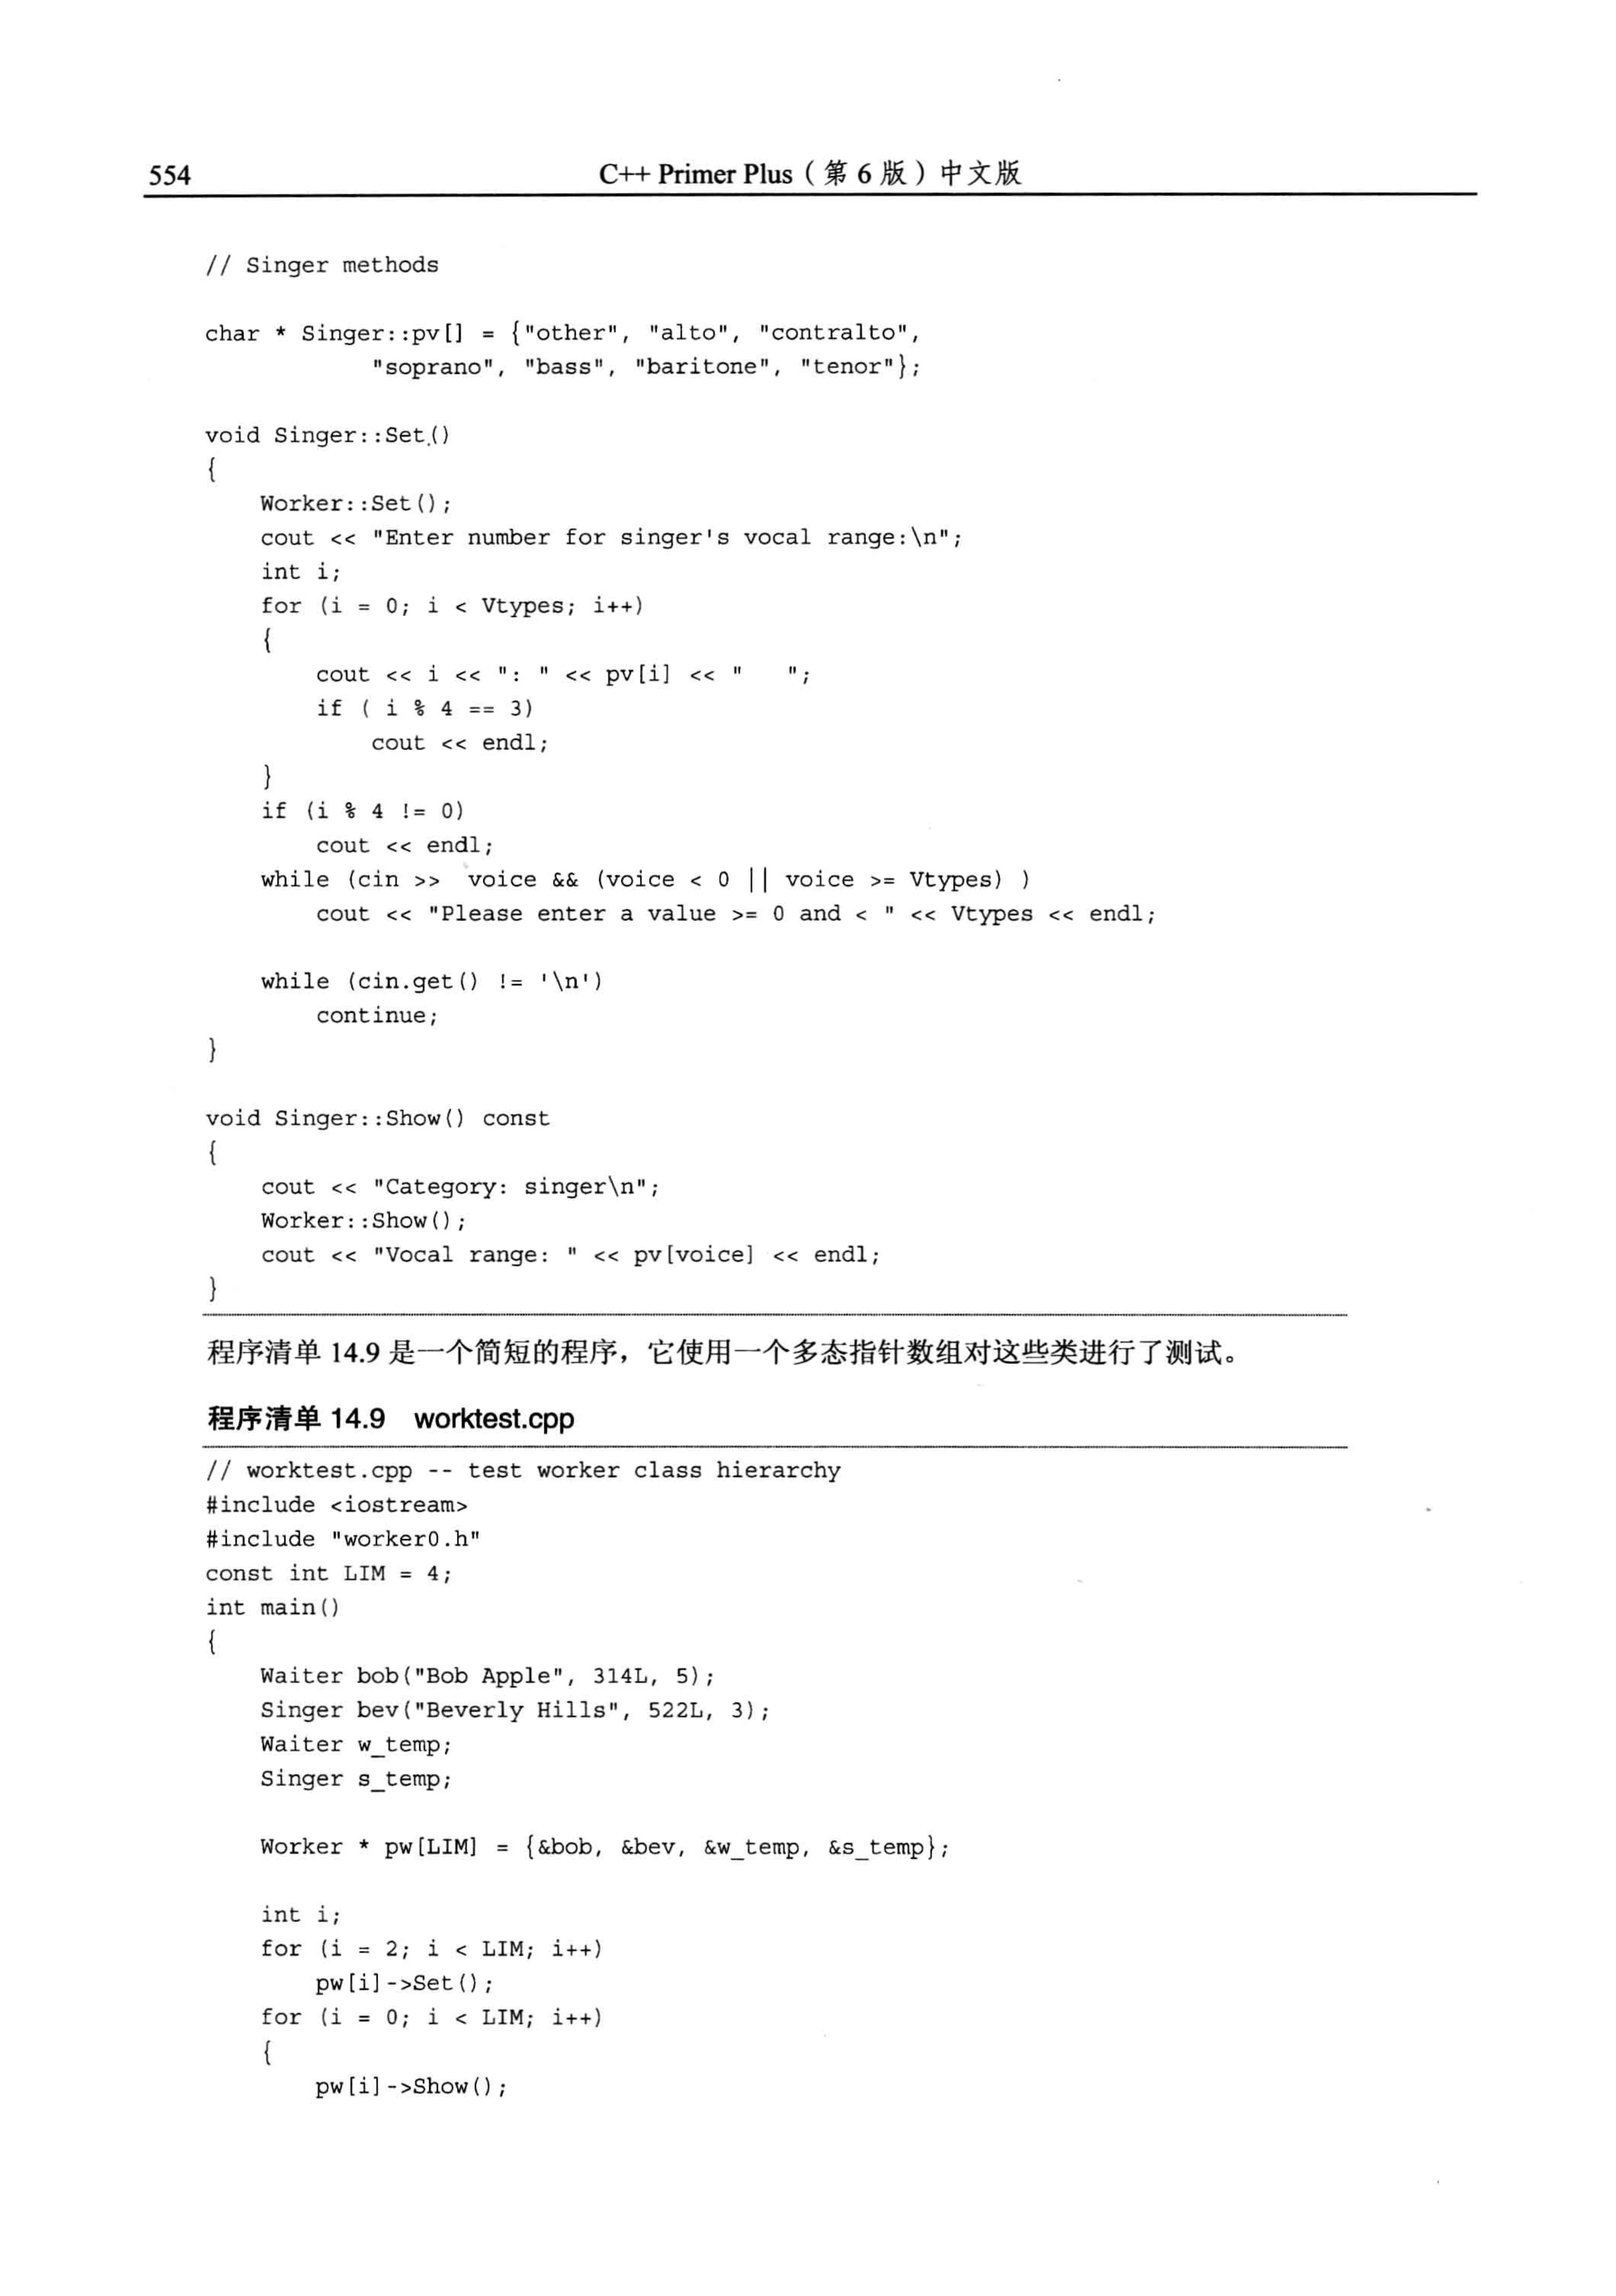 554
C++ Primer Plus（第 6 版）中文版
// Singer methods
char * Singer::pv[] = {"other", "alto", "contralto",
            "soprano", "bass", "baritone", "tenor"};
void Singer::Set()
{
    Worker::Set();
    cout << "Enter number for singer's vocal range:\n";
    int i;
    for (i = 0; i < Vtypes; i++)
    {
        cout << i << ": " << pv[i] << "   ";
        if ( i % 4 == 3)
            cout << endl;
    }
    if (i % 4 != 0)
        cout << endl;
    while (cin >>  voice && (voice < 0 || voice >= Vtypes) )
        cout << "Please enter a value >= 0 and < " << Vtypes << endl;
    while (cin.get() != '\n')
        continue;
}
void Singer::Show() const
{
    cout << "Category: singer\n";
    Worker::Show();
    cout << "Vocal range: " << pv[voice] << endl;
}
程序清单 14.9 是一个简短的程序，它使用一个多态指针数组对这些类进行了测试。
程序清单 14.9 worktest.cpp
// worktest.cpp -- test worker class hierarchy
#include <iostream>
#include "worker0.h"
const int LIM = 4;
int main()
{
    Waiter bob("Bob Apple", 314L, 5);
    Singer bev("Beverly Hills", 522L, 3);
    Waiter w_temp;
    Singer s_temp;
    Worker * pw[LIM] = {&bob, &bev, &w_temp, &s_temp};
    int i;
    for (i = 2; i < LIM; i++)
        pw[i]->Set();
    for (i = 0; i < LIM; i++)
    {
        pw[i]->Show();